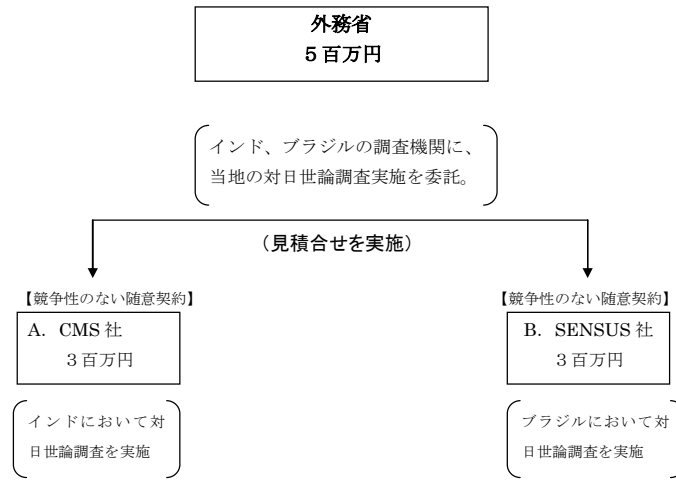 外務省
５百万円
インド、ブラジルの調査機関に、
当地の対日世論調査実施を委託。
（見積合せを実施）
【競争性のない随意契約】
A．CMS 社
３百万円
インドにおいて対
日世論調査を実施
【競争性のない随意契約】
B．SENSUS 社
３百万円
ブラジルにおいて対
日世論調査を実施